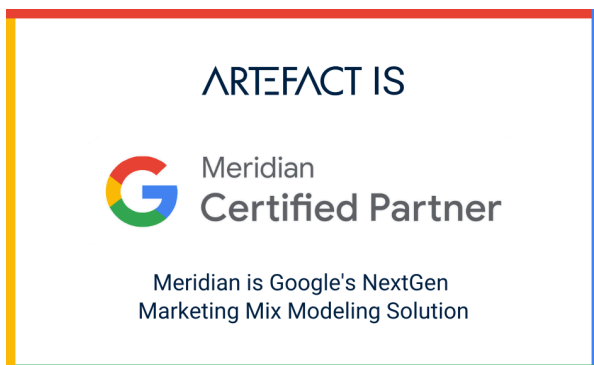 ARTEFACT IS
Meridian
Certified Partner
Meridian is Google's NextGen
Marketing Mix Modeling Solution